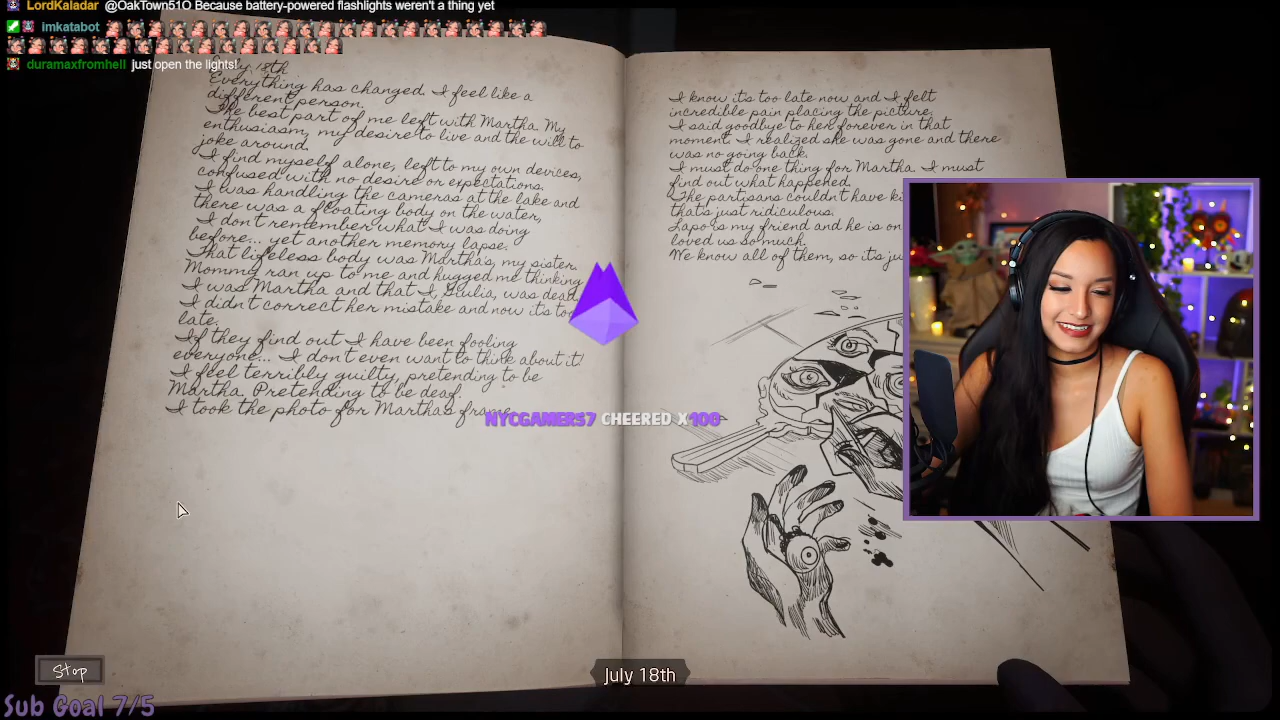 LordKaladar @OakTown51O Because battery-powered flashlights weren't a thing yet
imkatabot
duramaxfromhell just open the lights!
July 18th
Everything has changed. I feel like a
different person.
The best part of me left with Martha. My
enthusiasm, my desire to live and the will to
joke around.
I find myself alone, left to my own devices,
confused with no desire or expectations.
I was handling the cameras at the lake and
there was a floating body on the water,
I don't remember what I was doing
before... yet another memory lapse.
That lifeless body was Martha's, my sister.
Mommy ran up to me and hugged me thinking
I was Martha and that I, Giulia, was dead.
I didn't correct her mistake and now it's too
late.
If they find out I have been fooling
everyone... I don't even want to think about it!
I feel terribly guilty, pretending to be
Martha. Pretending to be deaf.
I took the photo for Martha's frame
I know it's too late now and I felt
incredible pain placing the picture.
I said goodbye to her forever in that
moment. I realized she was gone and there
was no going back.
I must do one thing for Martha. I must
find out what happened.
The partisans couldn't have
that's just ridiculous.
Lapo is my friend and he is
loved us so much.
We know all of them, so it's
NYCGAMERS7 CHEERED X100
Stop
July 18th
Sub Goal 7/5